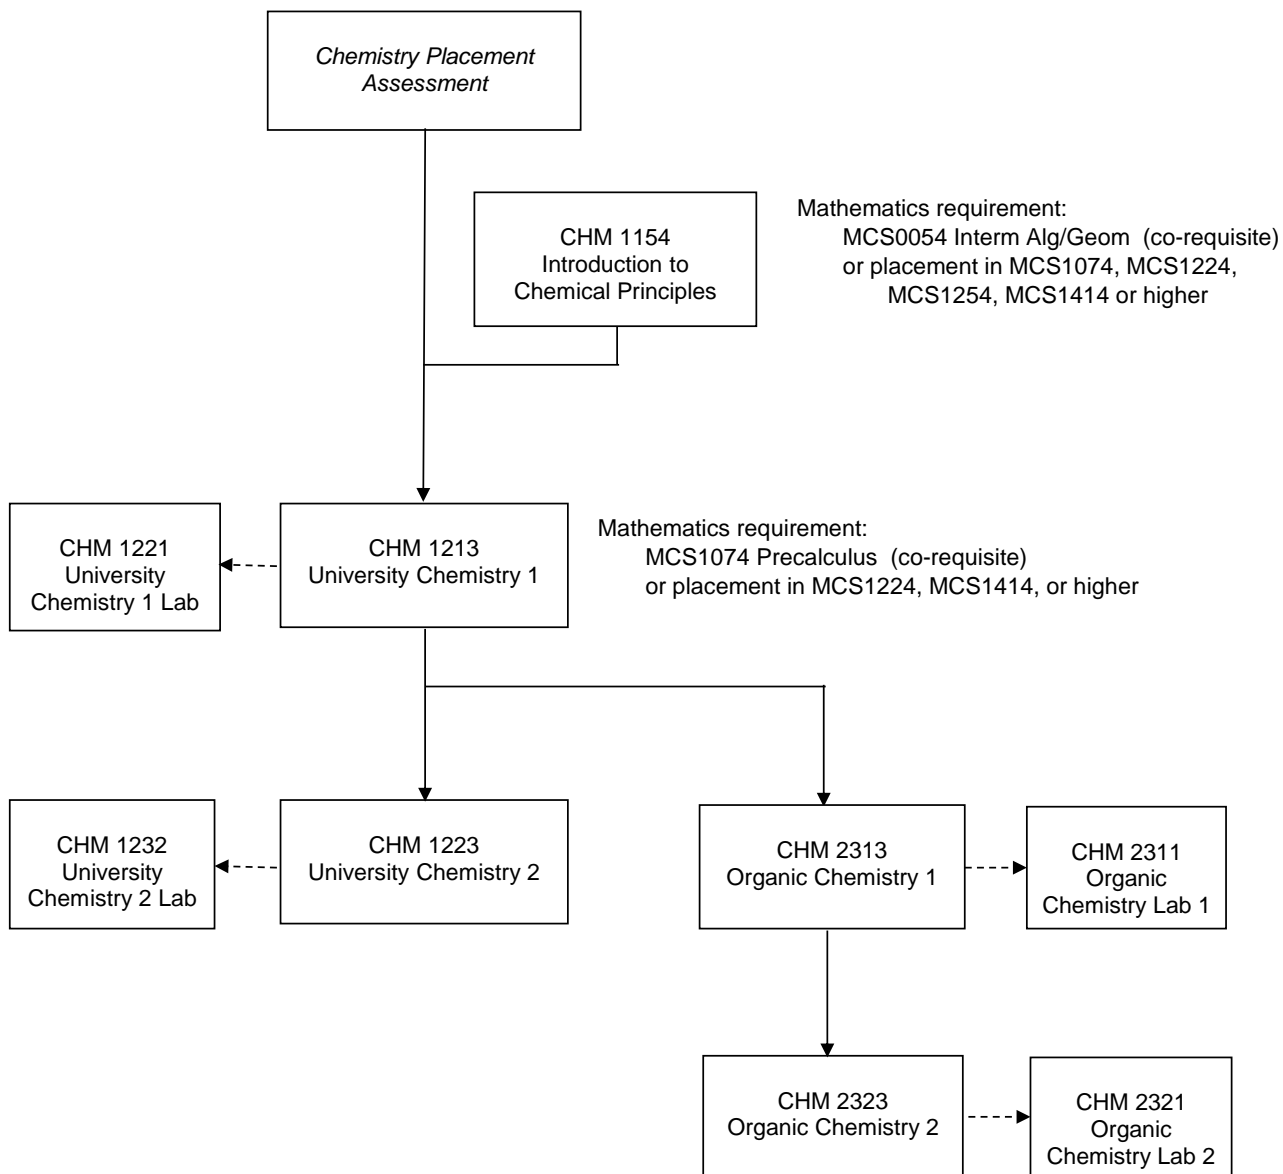 Chemistry Placement
Assessment
CHM 1154
Introduction to
Chemical Principles
Mathematics requirement:
MCS0054 Interm Alg/Geom (co-requisite)
or placement in MCS1074, MCS1224,
MCS1254, MCS1414 or higher
CHM 1221
University
Chemistry 1 Lab
CHM 1213
University Chemistry 1
Mathematics requirement:
MCS1074 Precalculus (co-requisite)
or placement in MCS1224, MCS1414, or higher
CHM 1232
University
Chemistry 2 Lab
CHM 1223
University Chemistry 2
CHM 2313
Organic Chemistry 1
CHM 2311
Organic
Chemistry Lab 1
CHM 2323
Organic Chemistry 2
CHM 2321
Organic
Chemistry Lab 2